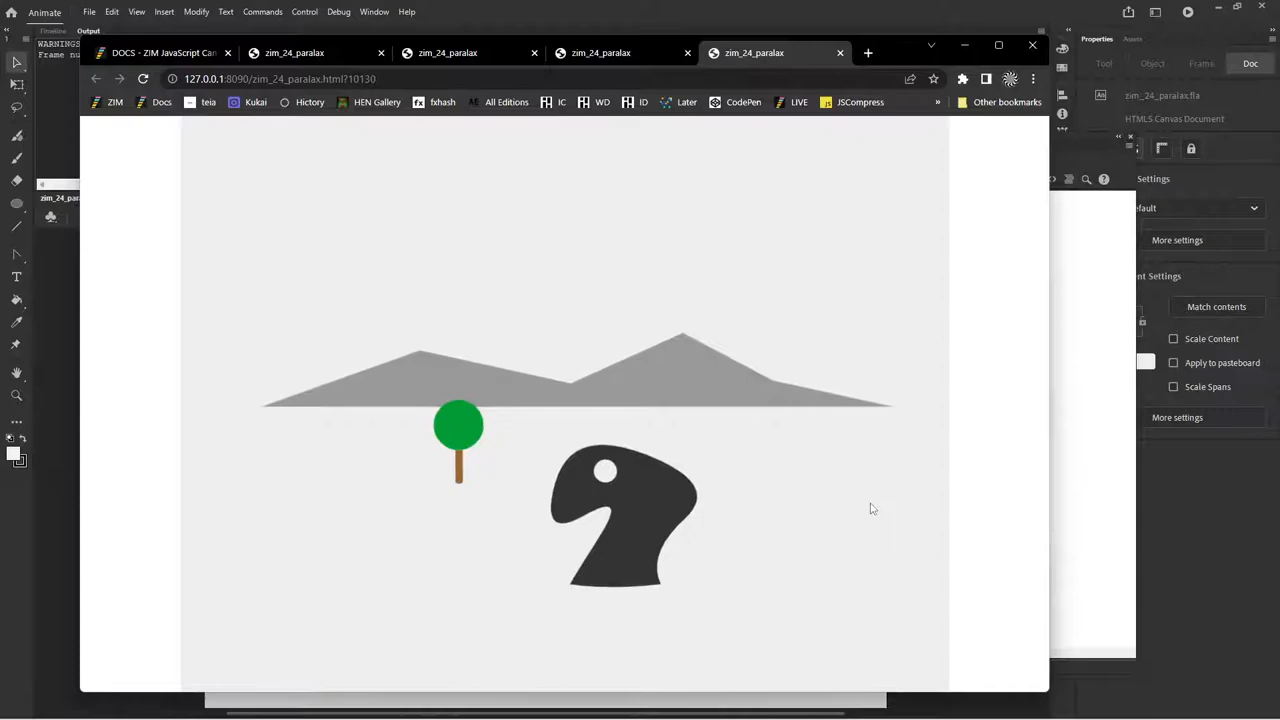 Animate File Edit View Insert Modify Text Commands Control Debug Window Help
Timeline Output
WARNINGS
Frame nu
DOCS - ZIM JavaScript Can zim_24_paralax zim_24_paralax zim_24_paralax zim_24_paralax
127.0.0.1:8090/zim_24_paralax.html?10130
ZIM Docs teia Kukai Hictory HEN Gallery fxhash All Editions IC WD ID Later CodePen LIVE JSCompress Other bookmarks
Properties Assets
Tool Object Frame Doc
zim_24_paralax.fla
HTML5 Canvas Document
zim_24_para
Settings
efault
More settings
ent Settings
Match contents
Scale Content
Apply to pasteboard
Scale Spans
More settings